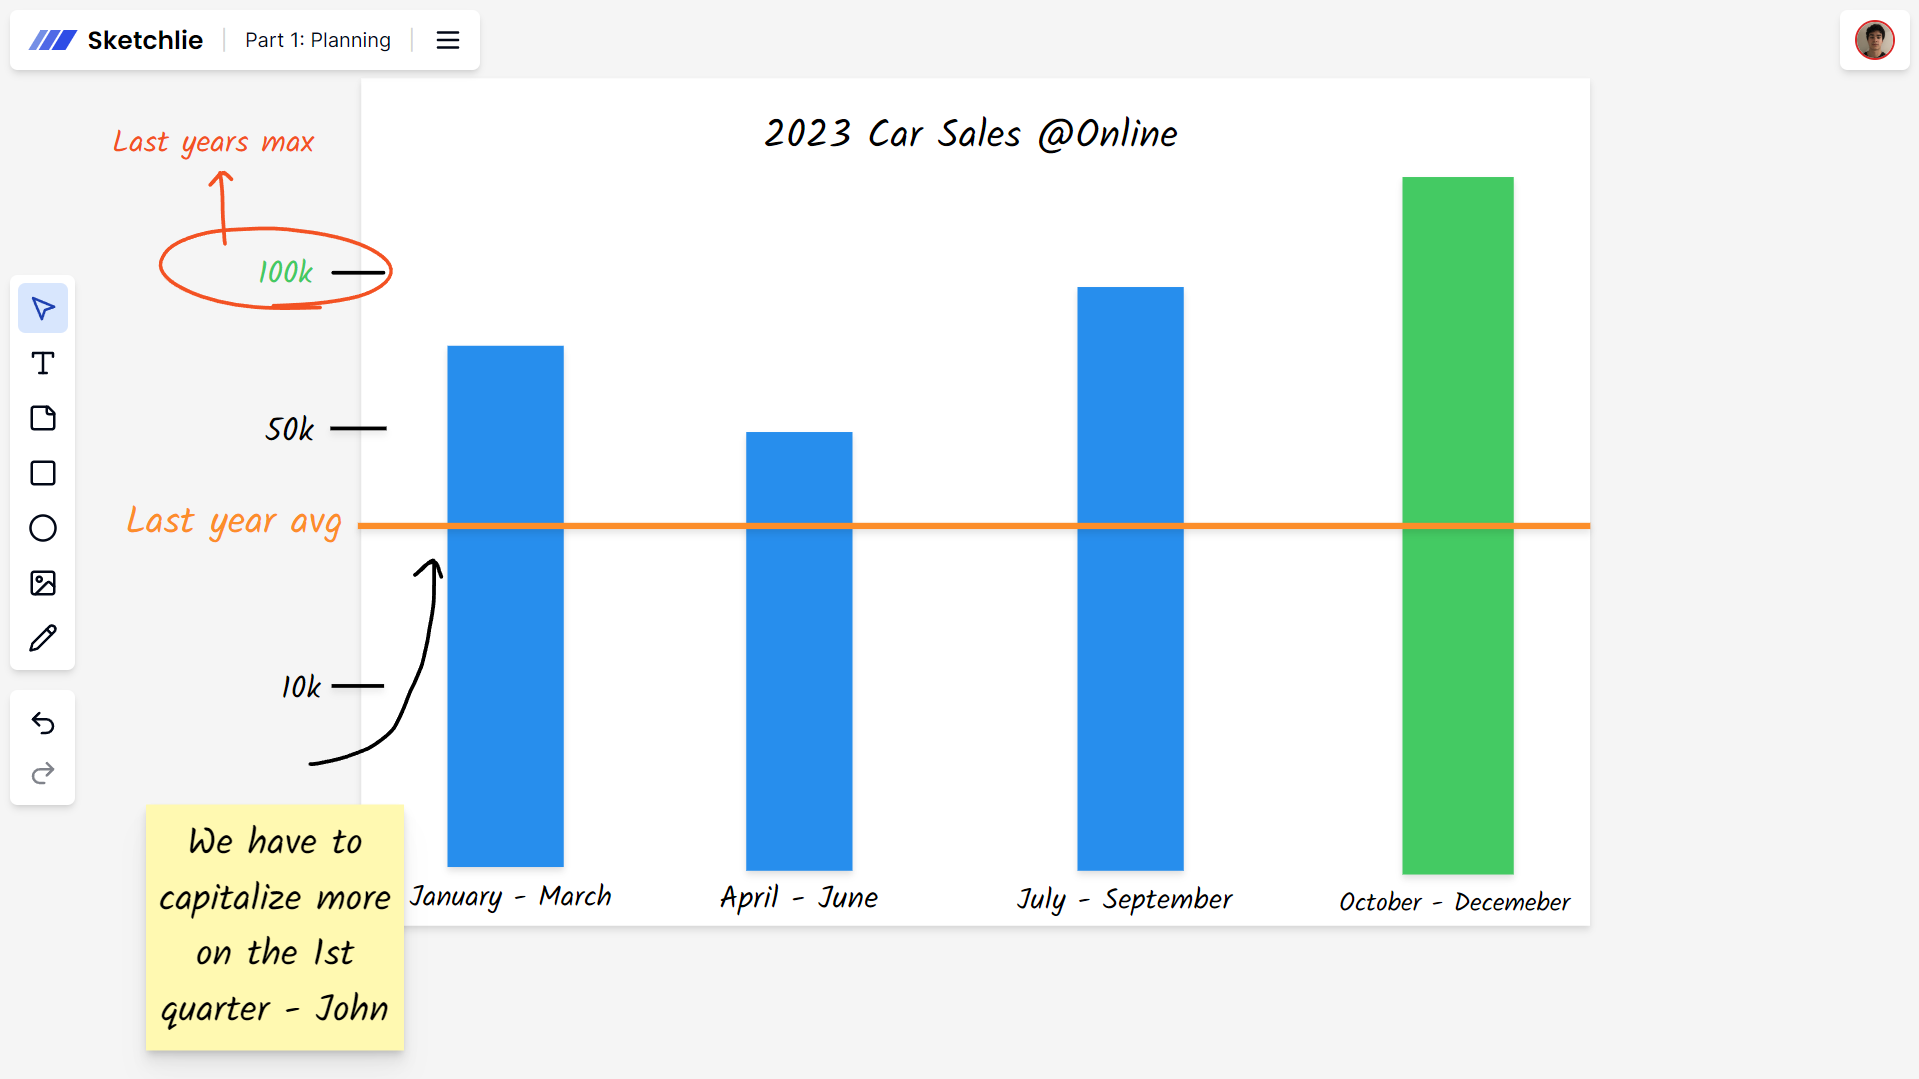 Sketchlie
Part 1: Planning
2023 Car Sales @Online
Last years max
100k
50k
Last year avg
10k
We have to
capitalize more
on the 1st
quarter - John
January - March
April - June
July - September
October - Decemeber